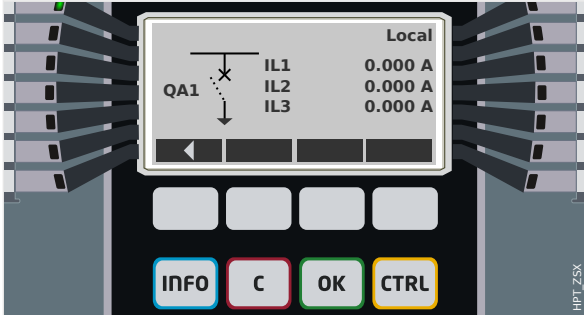 Local
IL1 0.000 A
QA1 IL2 0.000 A
IL3 0.000 A
INFO C OK CTRL
HPT_ZSX